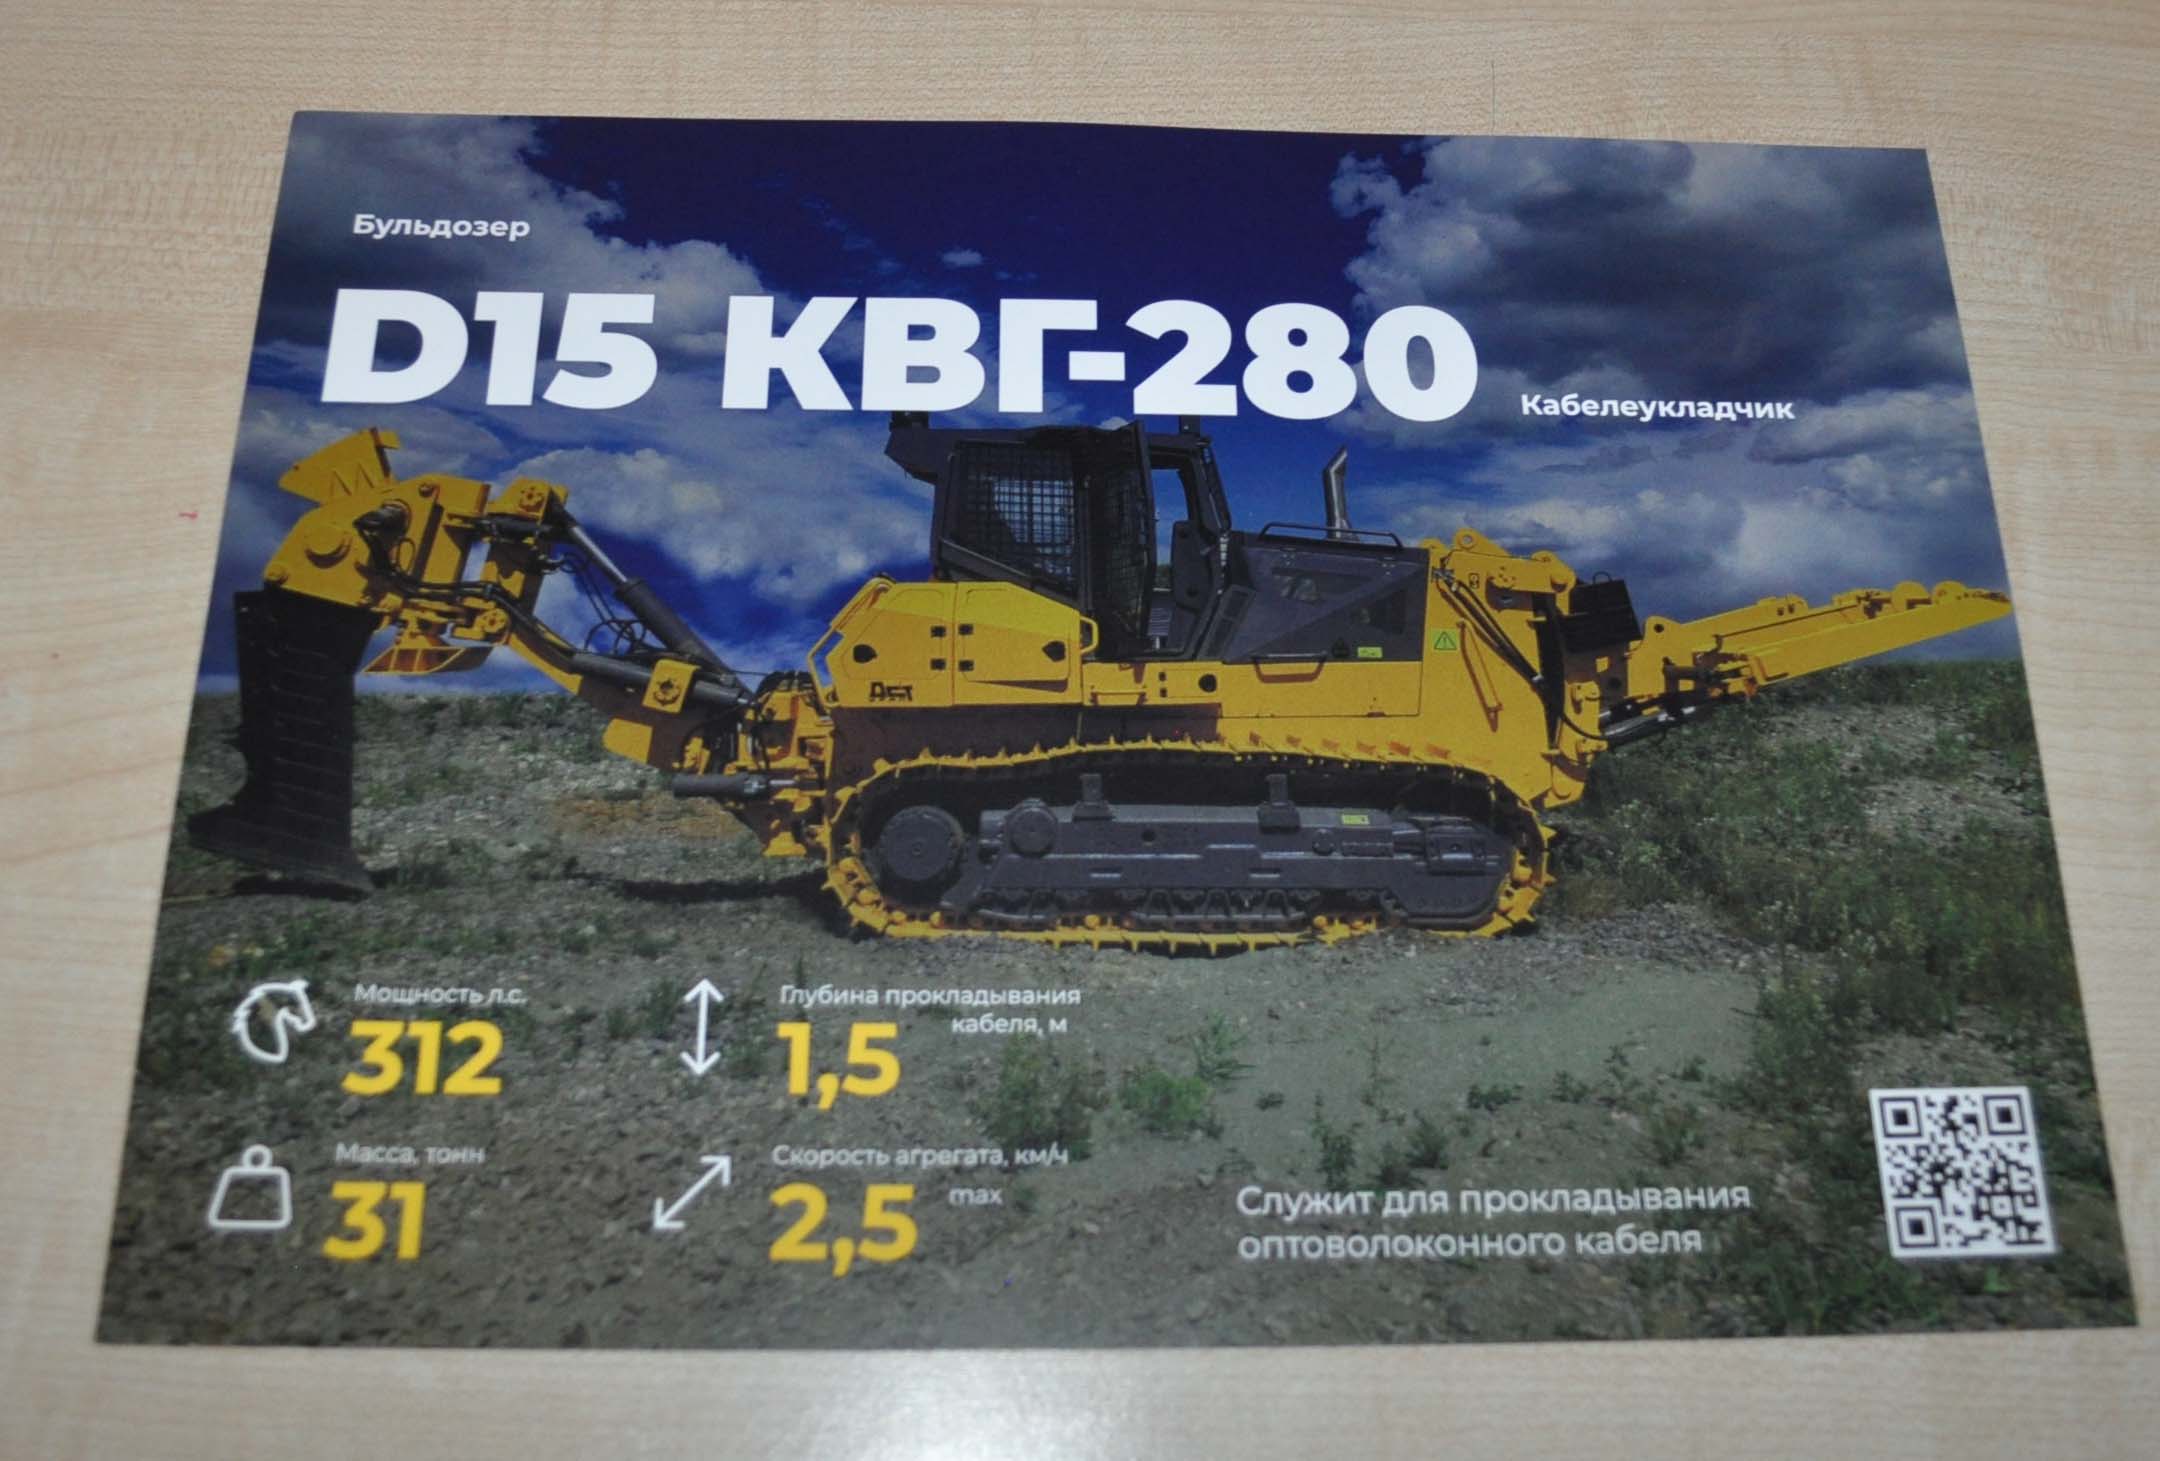 Бульдозер
D15 КВГ-280
Кабелеукладчик
АБТ
Мощность л.с.
312
Глубина прокладывания
кабеля, м
1,5
Масса, тонн
31
Скорость агрегата, км/ч
2,5 max
Служит для прокладывания
оптоволоконного кабеля